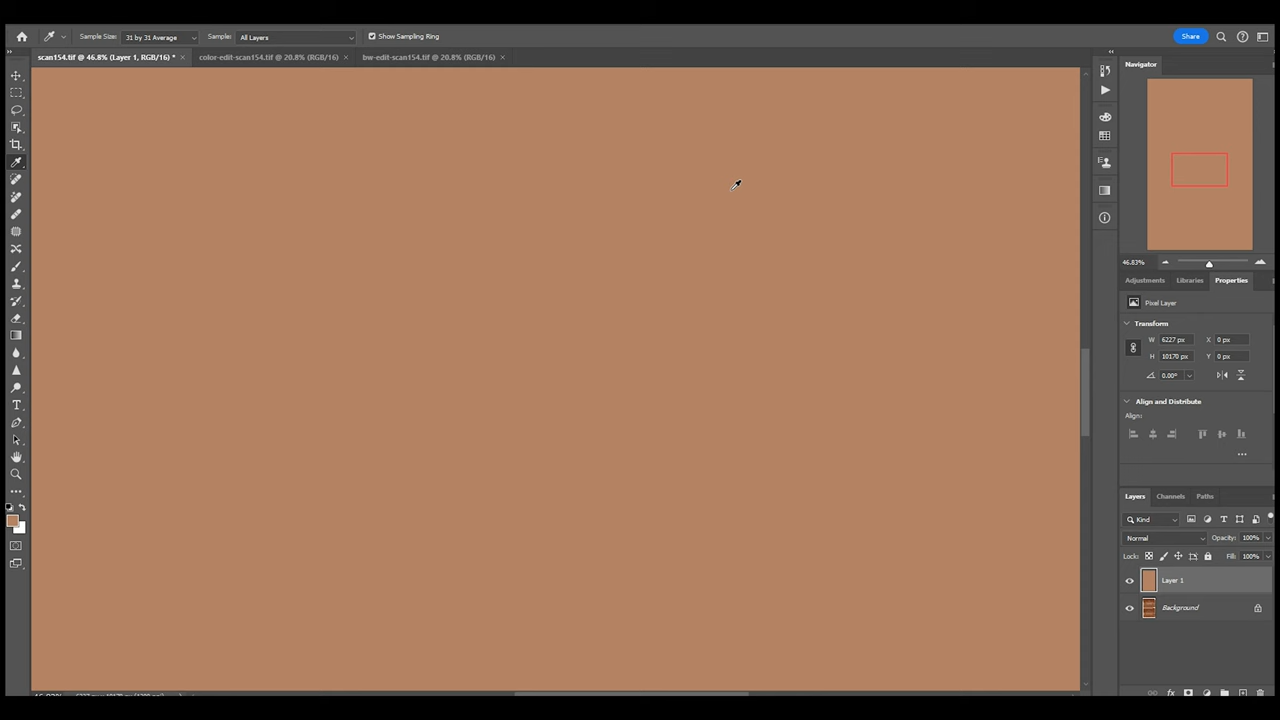 Sample Size: 31 by 31 Average Sample: All Layers Show Sampling Ring Share
scan154.tif @ 46.8% (Layer 1, RGB/16) * color-edit-scan154.tif @ 20.8% (RGB/16) bw-edit-scan154.tif @ 20.8% (RGB/16)
Navigator
46.83%
Adjustments Libraries Properties
Pixel Layer
Transform
W 6227 px X 0 px
H 10170 px Y 0 px
0.00°
Align and Distribute
Align:
Layers Channels Paths
Kind
Normal Opacity: 100%
Lock: Fill: 100%
Layer 1
Background